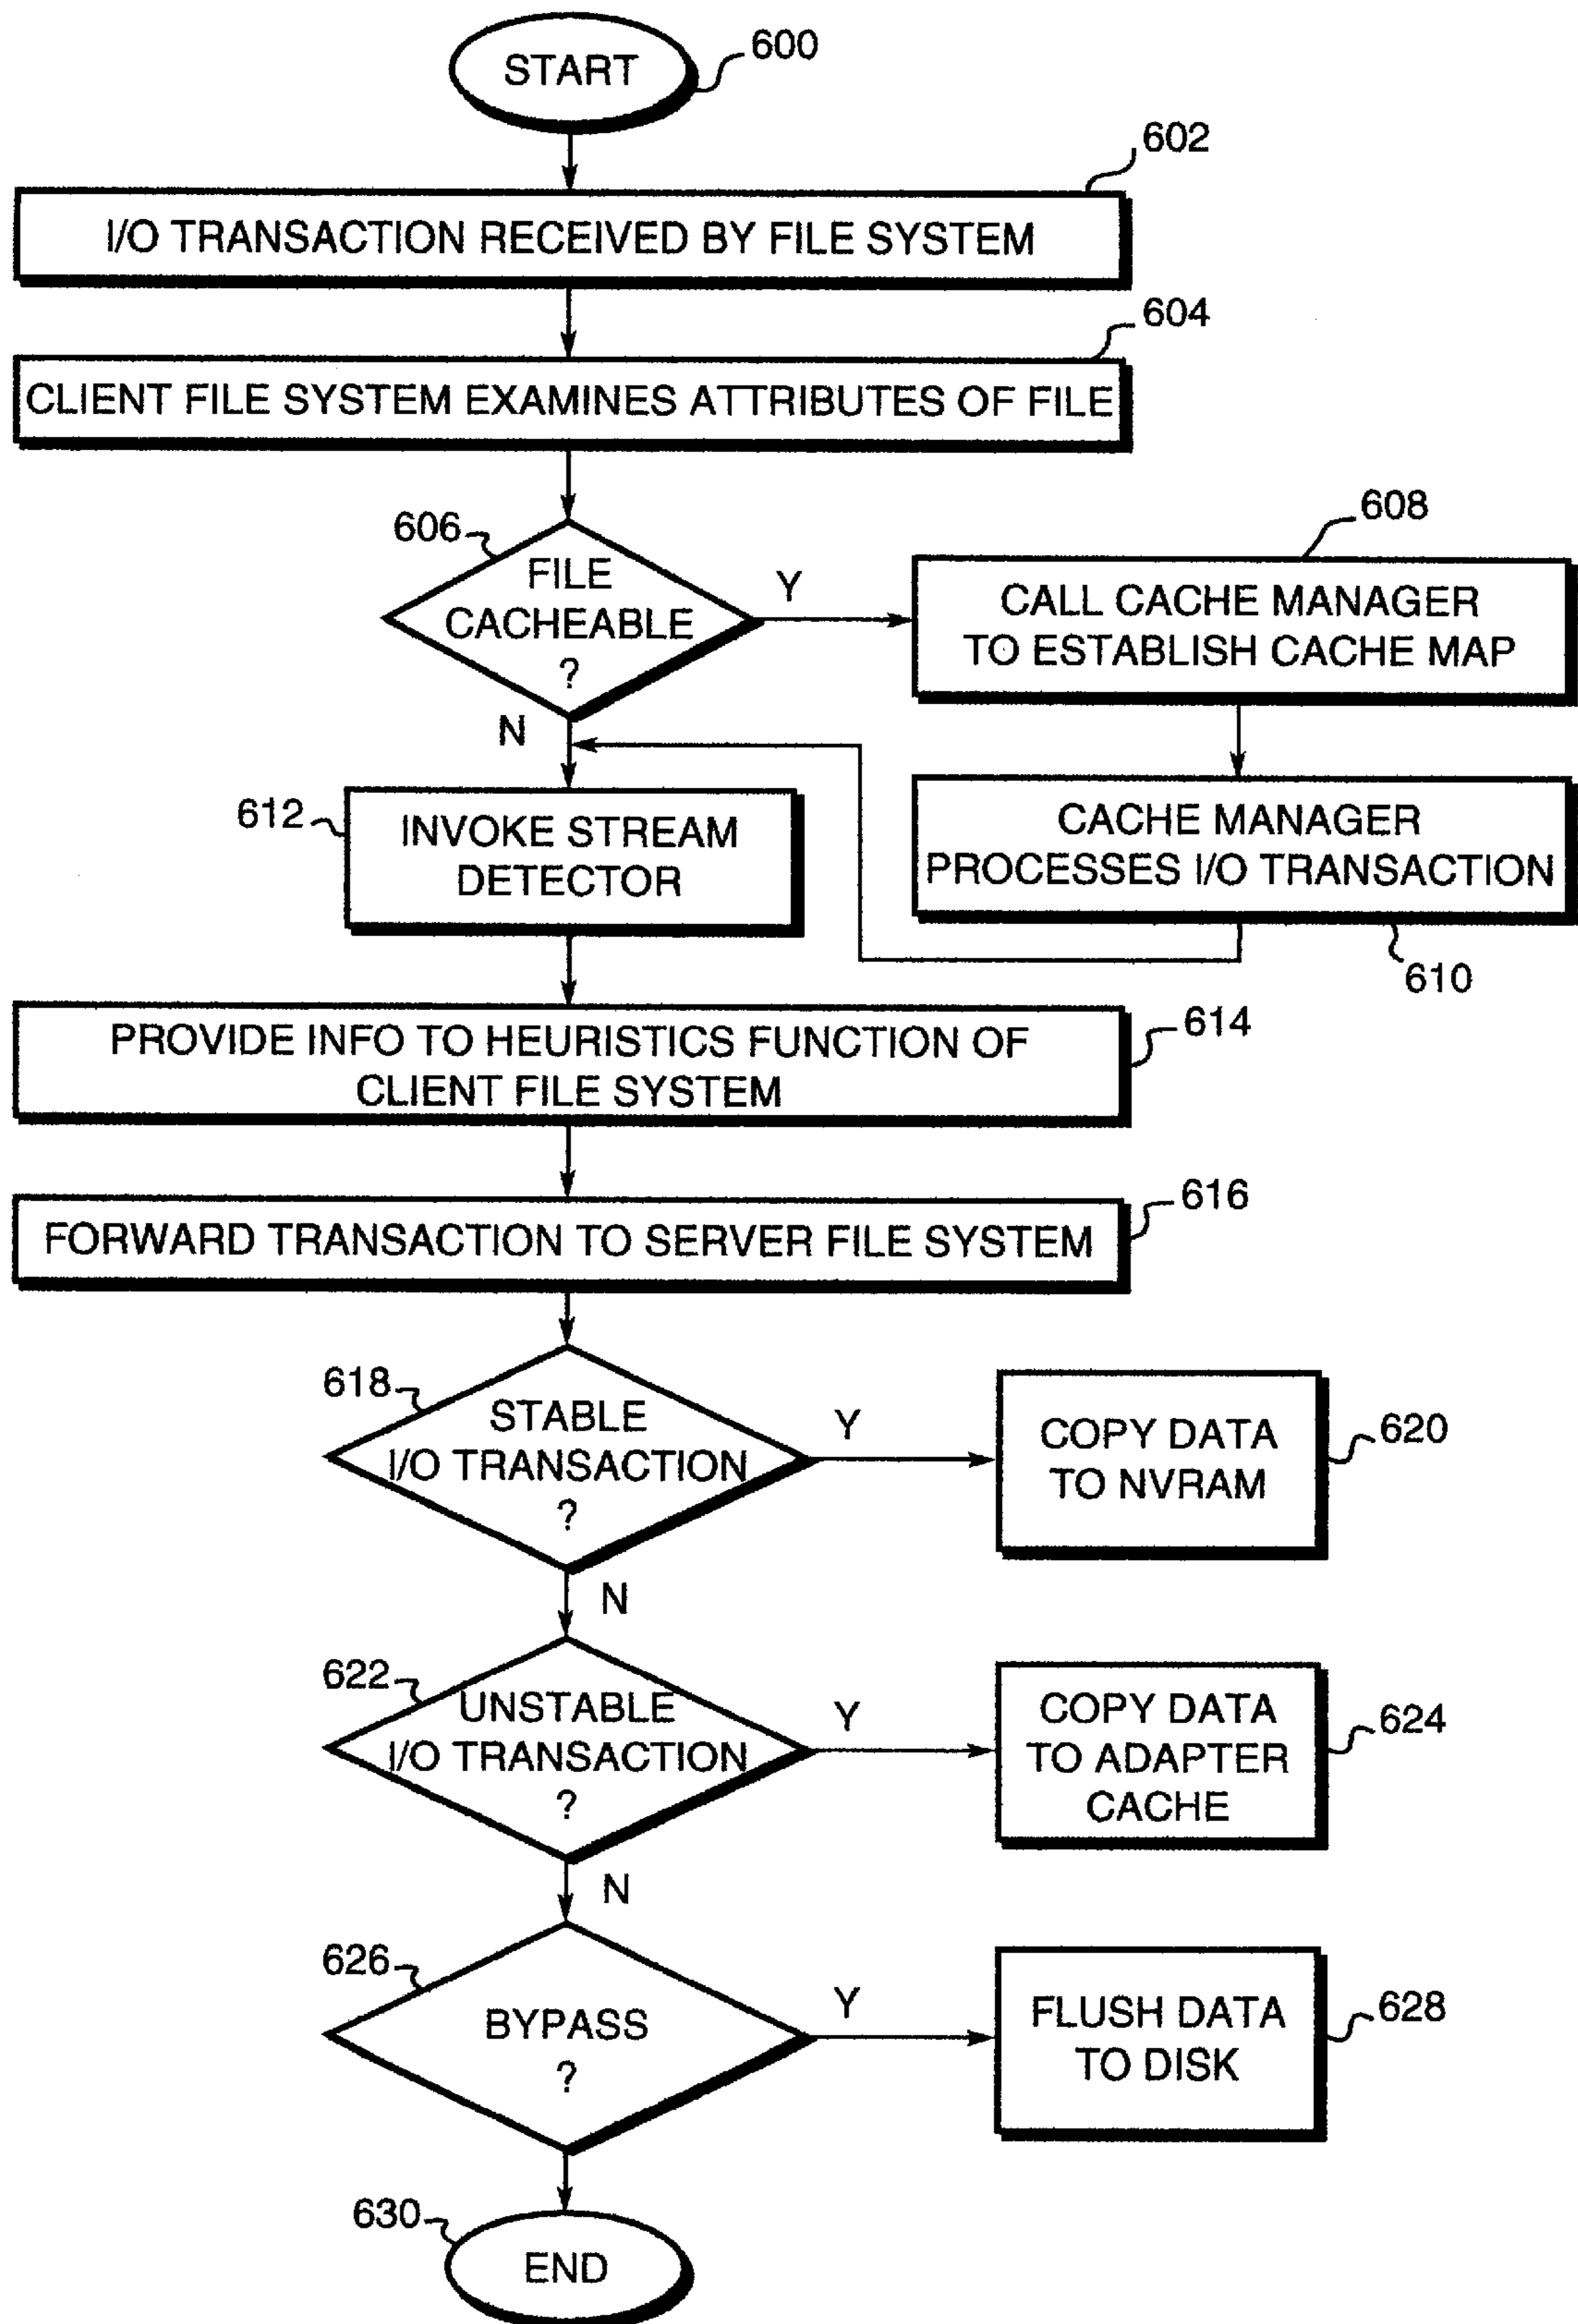 START
600
602
I/O TRANSACTION RECEIVED BY FILE SYSTEM
604
CLIENT FILE SYSTEM EXAMINES ATTRIBUTES OF FILE
606
FILE
CACHEABLE
?
Y
N
608
CALL CACHE MANAGER
TO ESTABLISH CACHE MAP
CACHE MANAGER
PROCESSES I/O TRANSACTION
610
612
INVOKE STREAM
DETECTOR
PROVIDE INFO TO HEURISTICS FUNCTION OF
CLIENT FILE SYSTEM
614
FORWARD TRANSACTION TO SERVER FILE SYSTEM
616
618
STABLE
I/O TRANSACTION
?
Y
N
COPY DATA
TO NVRAM
620
622
UNSTABLE
I/O TRANSACTION
?
Y
N
COPY DATA
TO ADAPTER
CACHE
624
626
BYPASS
?
Y
FLUSH DATA
TO DISK
628
630
END